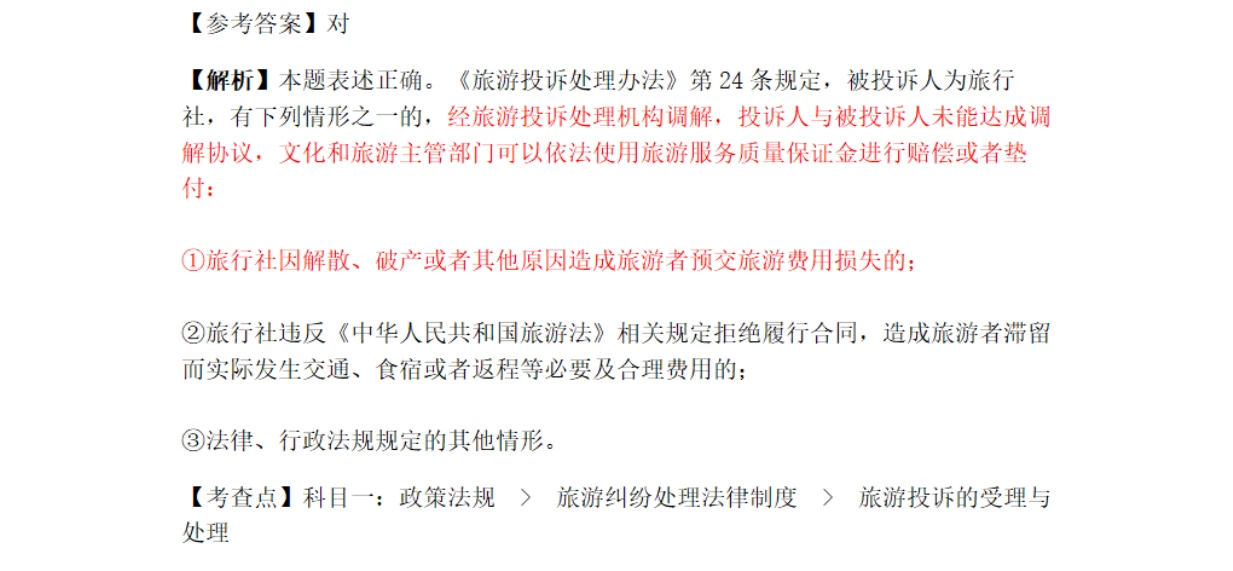 【参考答案】对
【解析】本题表述正确。《旅游投诉处理办法》第 24 条规定，被投诉人为旅行
社，有下列情形之一的，经旅游投诉处理机构调解，投诉人与被投诉人未能达成调
解协议，文化和旅游主管部门可以依法使用旅游服务质量保证金进行赔偿或者垫
付：
①旅行社因解散、破产或者其他原因造成旅游者预交旅游费用损失的；
②旅行社违反《中华人民共和国旅游法》相关规定拒绝履行合同，造成旅游者滞留
而实际发生交通、食宿或者返程等必要及合理费用的；
③法律、行政法规规定的其他情形。
【考查点】科目一：政策法规 > 旅游纠纷处理法律制度 > 旅游投诉的受理与
处理